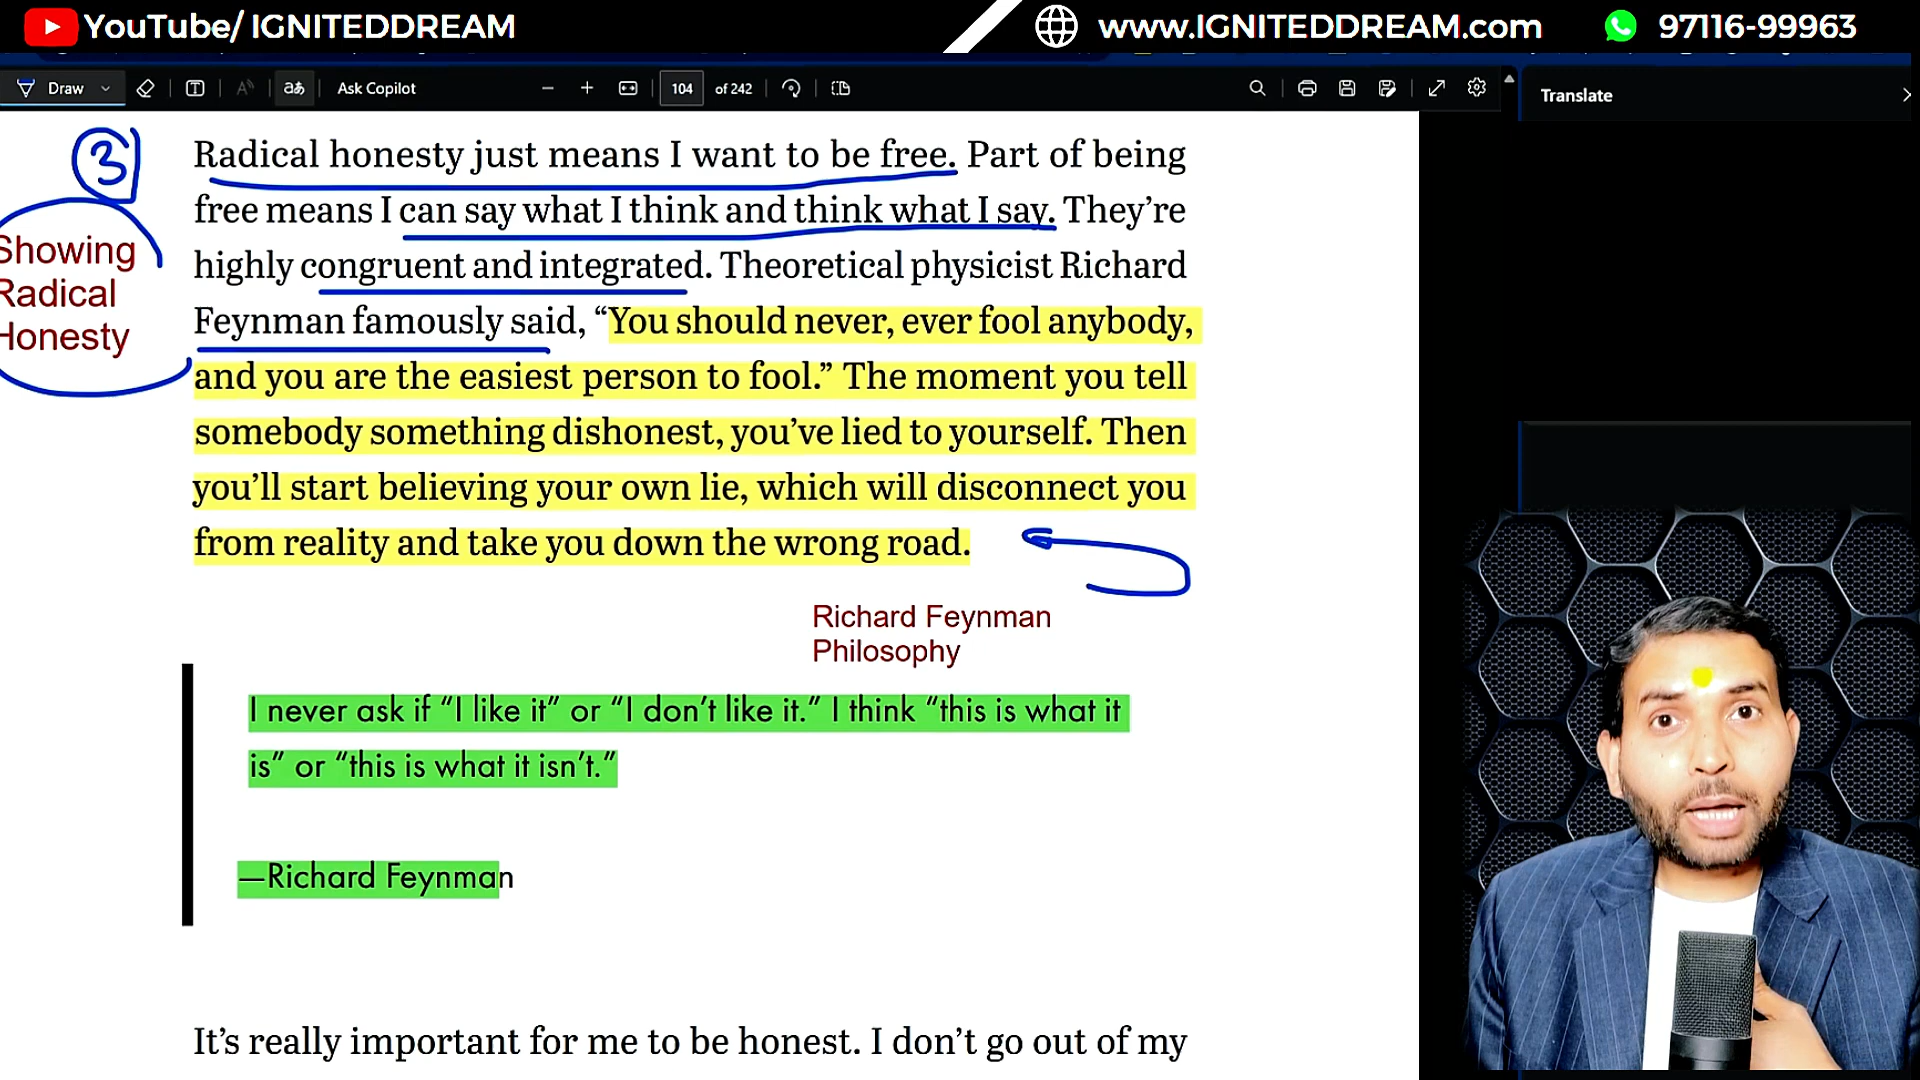 YouTube/ IGNITEDDREAM
www.IGNITEDDREAM.com
97116-99963
Draw
aあ
Ask Copilot
104 of 242
Translate
3
Showing
Radical
Honesty
Radical honesty just means I want to be free. Part of being
free means I can say what I think and think what I say. They’re
highly congruent and integrated. Theoretical physicist Richard
Feynman famously said, “You should never, ever fool anybody,
and you are the easiest person to fool.” The moment you tell
somebody something dishonest, you’ve lied to yourself. Then
you’ll start believing your own lie, which will disconnect you
from reality and take you down the wrong road.
Richard Feynman
Philosophy
I never ask if “I like it” or “I don’t like it.” I think “this is what it
is” or “this is what it isn’t.”
—Richard Feynman
It’s really important for me to be honest. I don’t go out of my